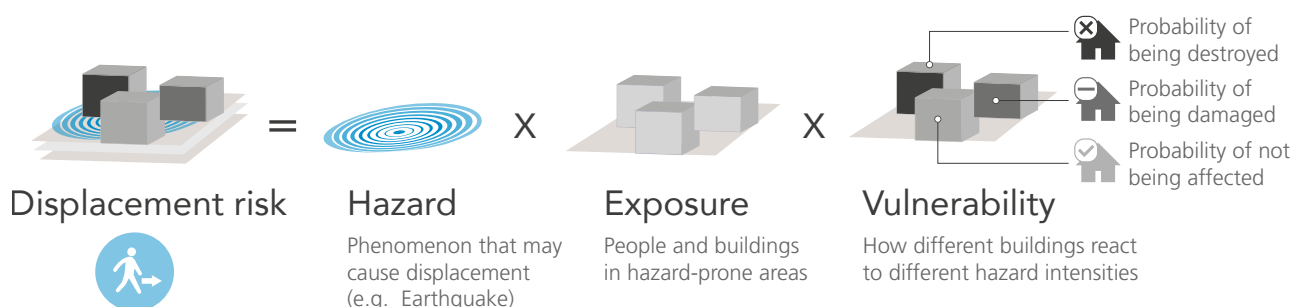 Probability of
being destroyed
Probability of
being damaged
Probability of not
being affected
=
X
X
Displacement risk
Hazard
Exposure
Vulnerability
Phenomenon that may
cause displacement
(e.g. Earthquake)
People and buildings
in hazard-prone areas
How different buildings react
to different hazard intensities